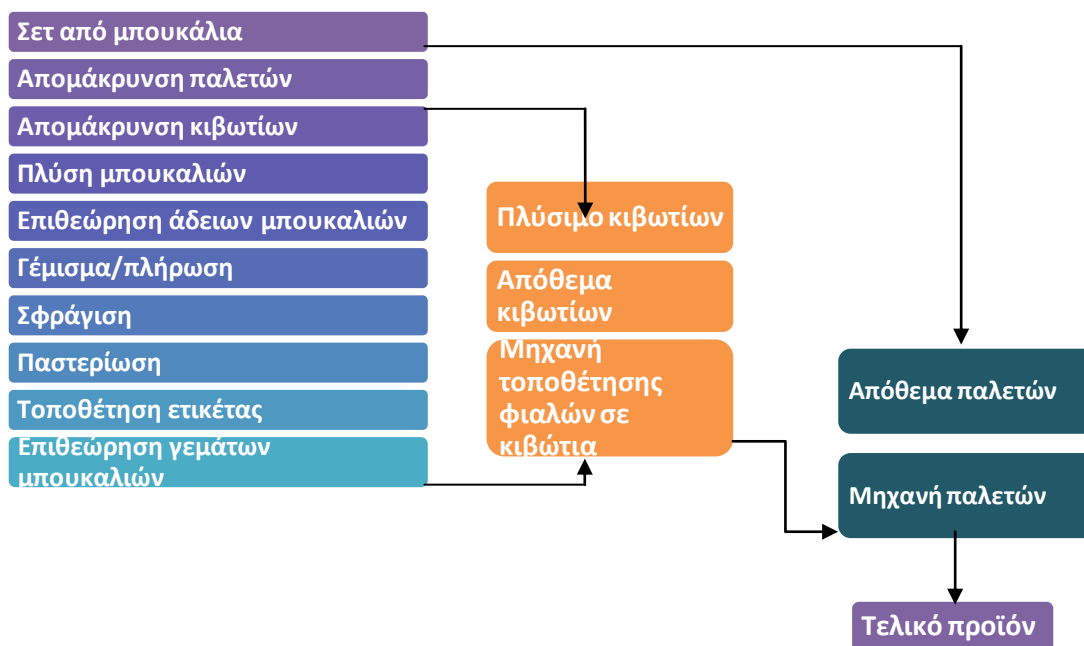 Σετ από μπουκάλια
Απομάκρυνση παλετών
Απομάκρυνση κιβωτίων
Πλύση μπουκαλιών
Επιθεώρηση άδειων μπουκαλιών
Γέμισμα/πλήρωση
Σφράγιση
Παστερίωση
Τοποθέτηση ετικέτας
Επιθεώρηση γεμάτων
μπουκαλιών
Πλύσιμο κιβωτίων
Απόθεμα
κιβωτίων
Μηχανή
τοποθέτησης
φιαλών σε
κιβώτια
Απόθεμα παλετών
Μηχανή παλετών
Τελικό προϊόν